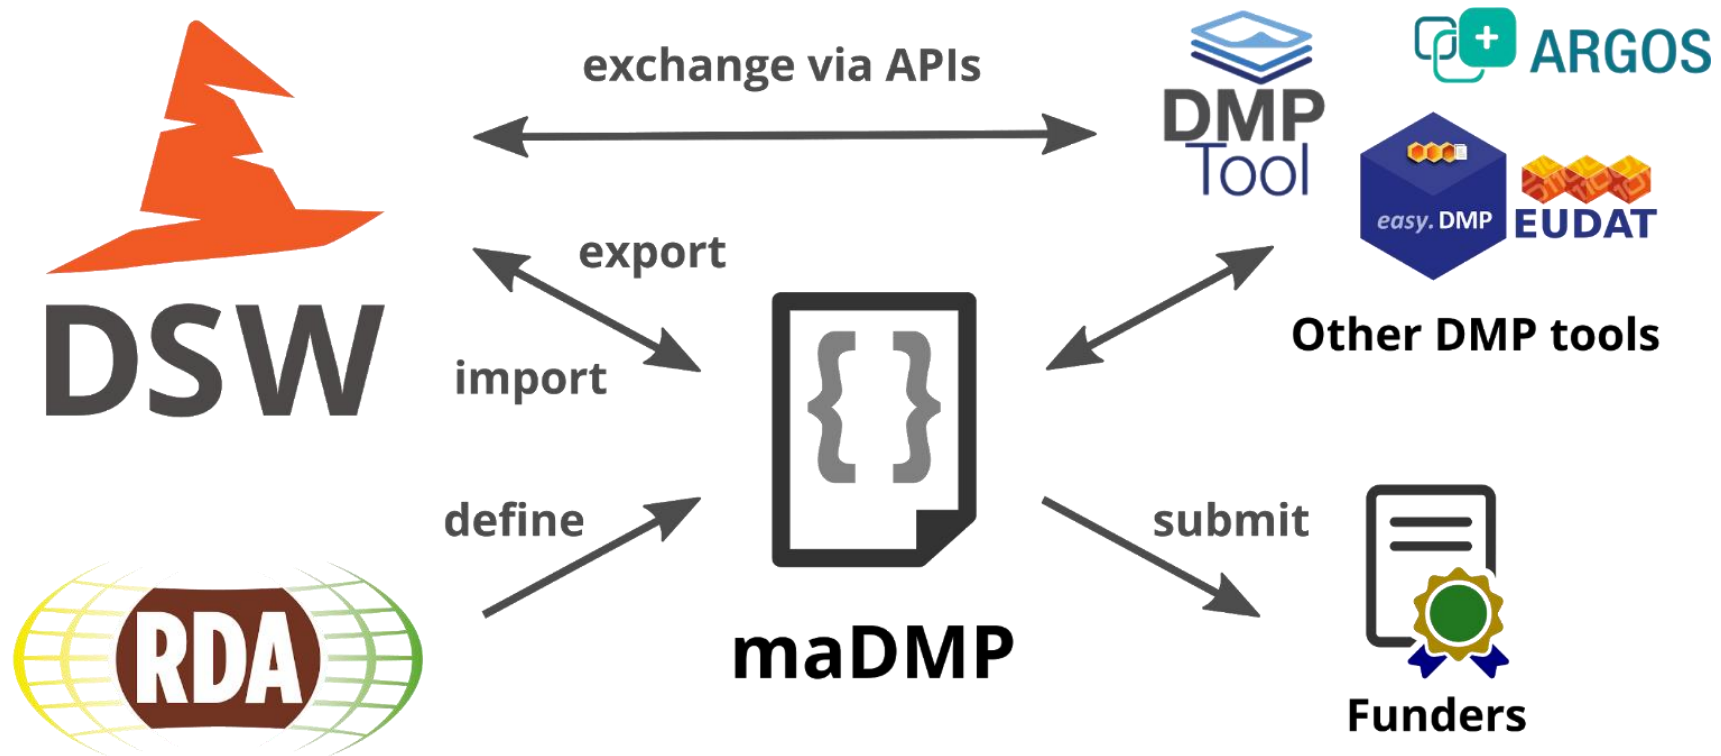 exchange via APIs
DMP
Tool
ARGOS
easy.DMP
EUDAT
Other DMP tools
DSW
export
import
{ }
define
submit
RDA
maDMP
Funders